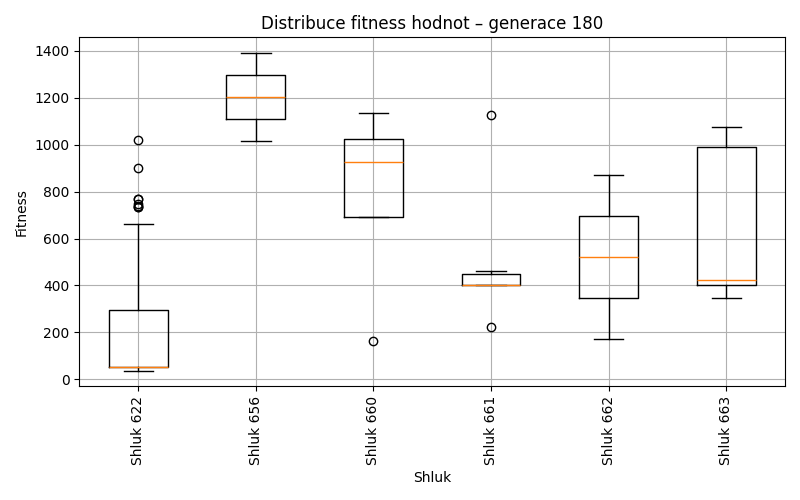 Distribuce fitness hodnot – generace 180
Fitness
1400
1200
1000
800
600
400
200
0
Shluk 622
Shluk 656
Shluk 660
Shluk 661
Shluk 662
Shluk 663
Shluk